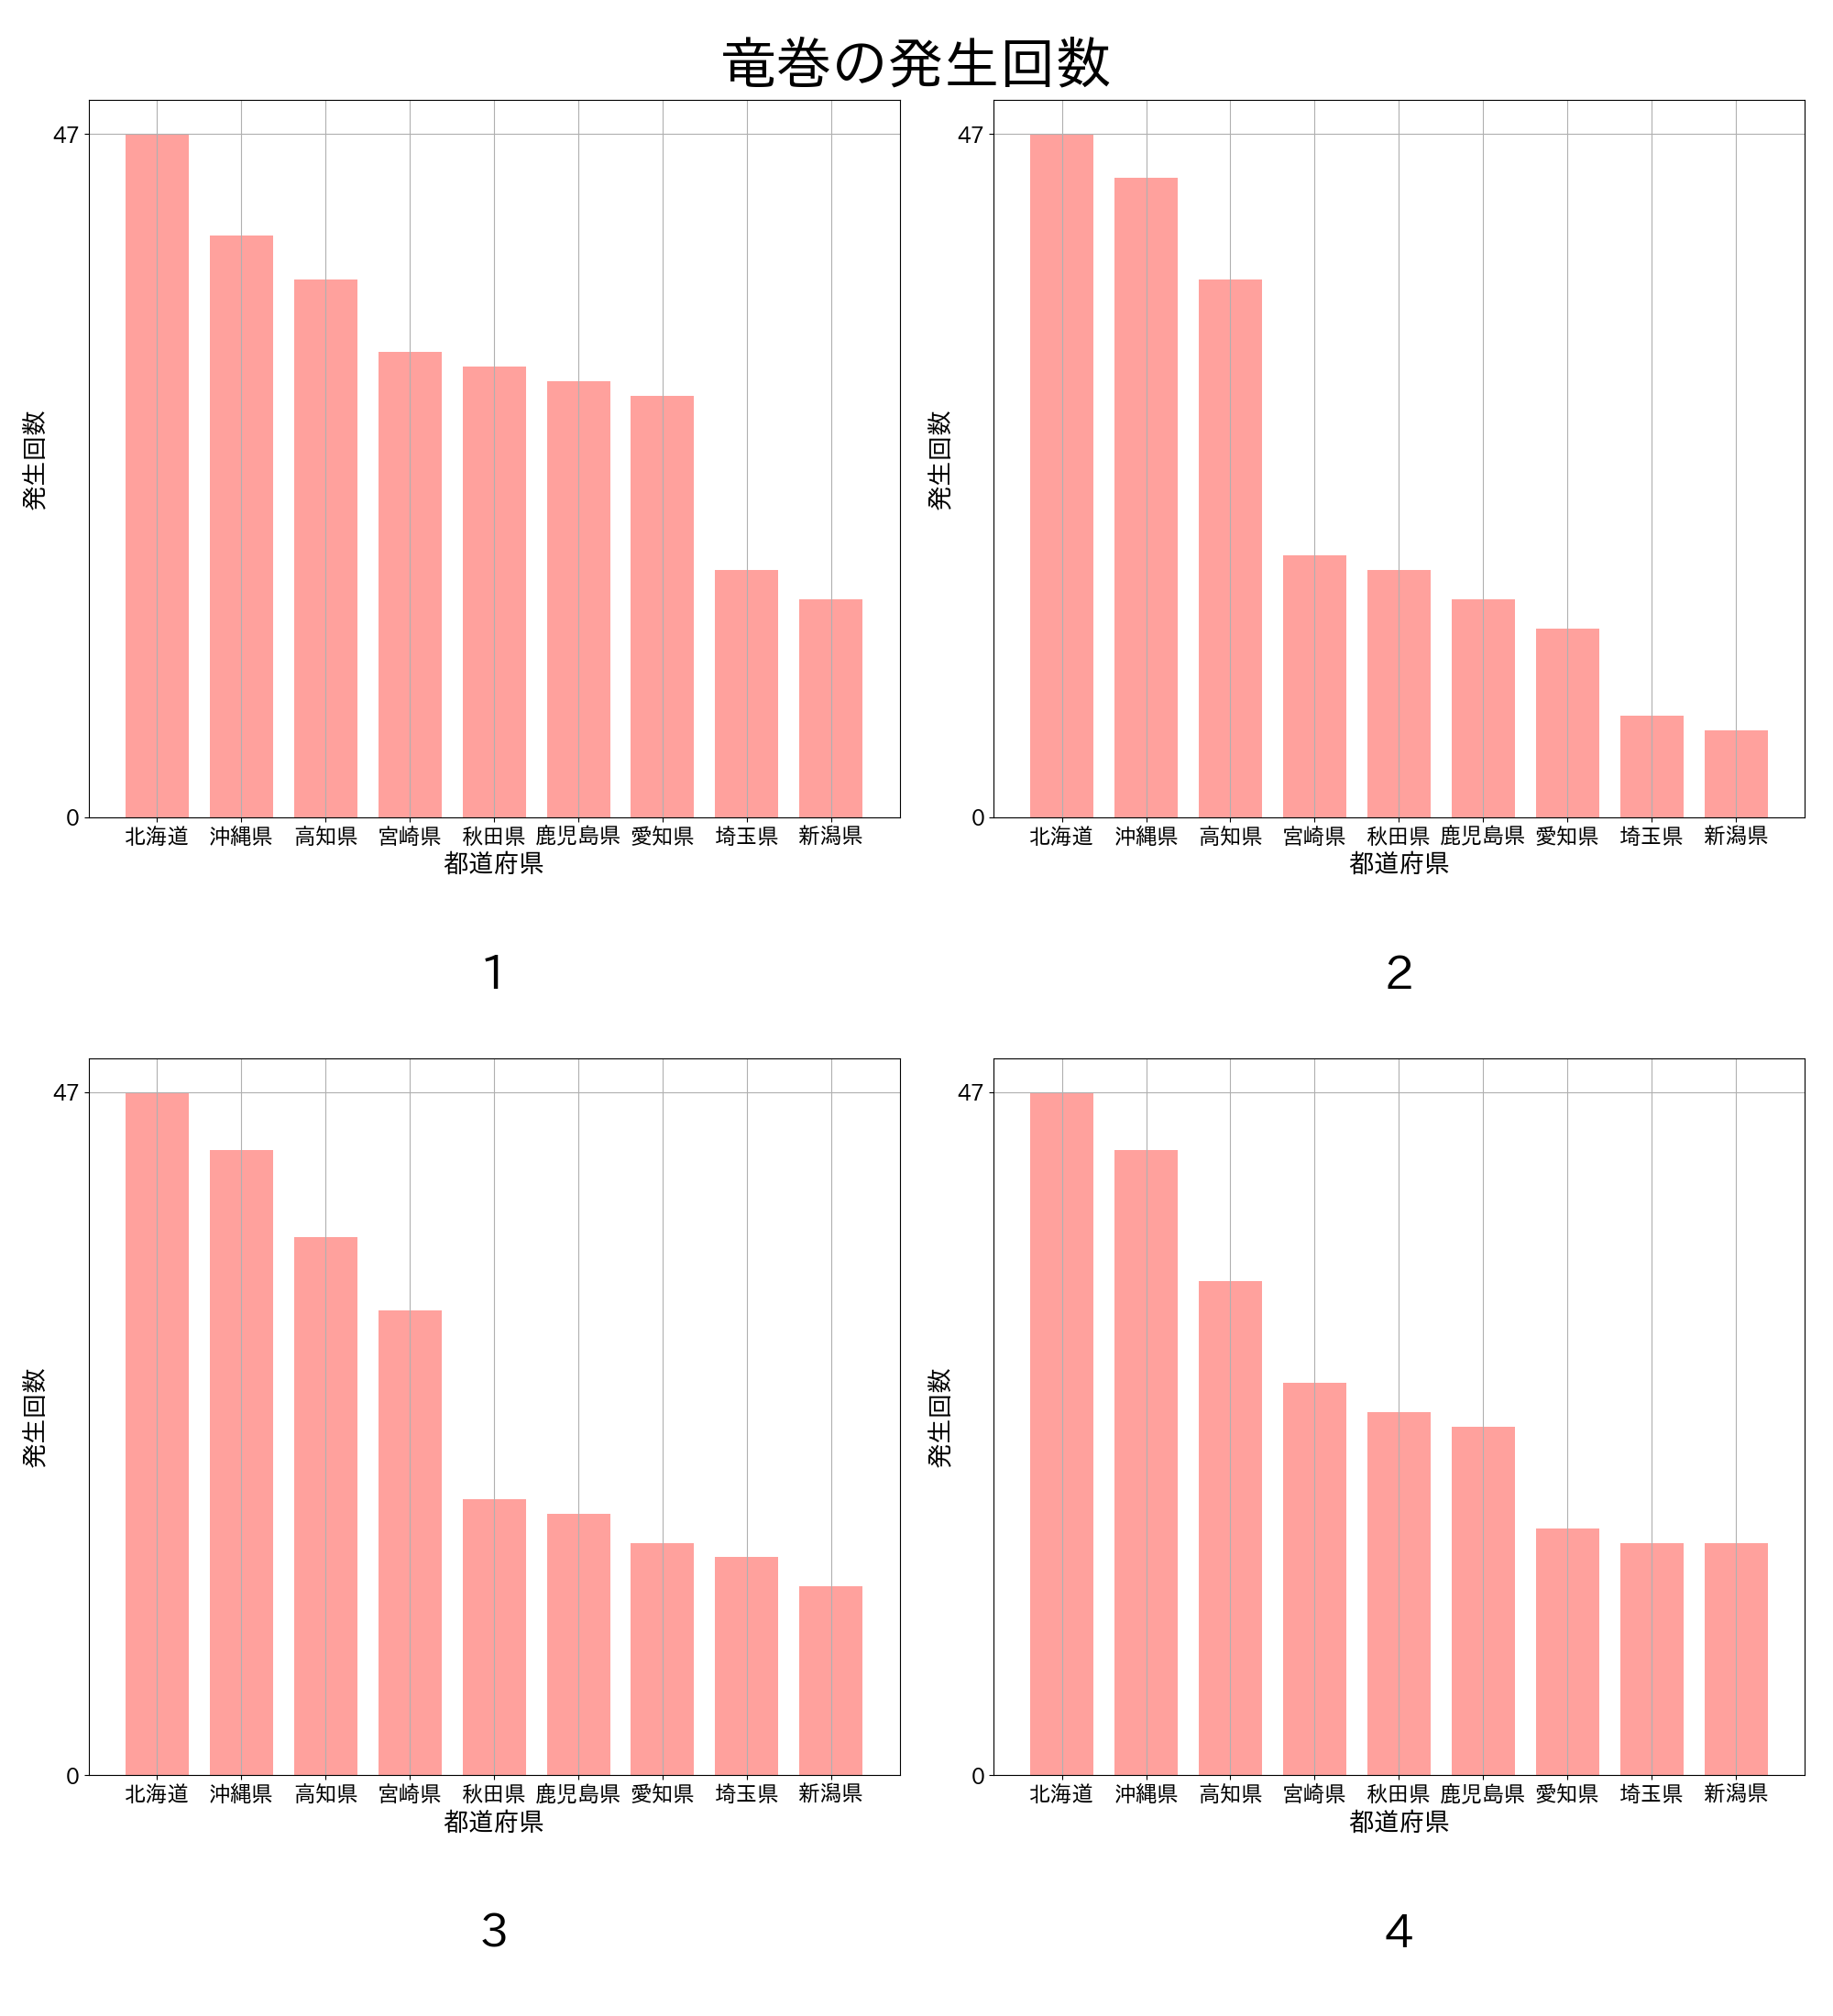 竜巻の発生回数
47
発生回数
0
北海道 沖縄県 高知県 宮崎県 秋田県 鹿児島県 愛知県 埼玉県 新潟県
都道府県
1
47
発生回数
0
北海道 沖縄県 高知県 宮崎県 秋田県 鹿児島県 愛知県 埼玉県 新潟県
都道府県
2
47
発生回数
0
北海道 沖縄県 高知県 宮崎県 秋田県 鹿児島県 愛知県 埼玉県 新潟県
都道府県
3
47
発生回数
0
北海道 沖縄県 高知県 宮崎県 秋田県 鹿児島県 愛知県 埼玉県 新潟県
都道府県
4